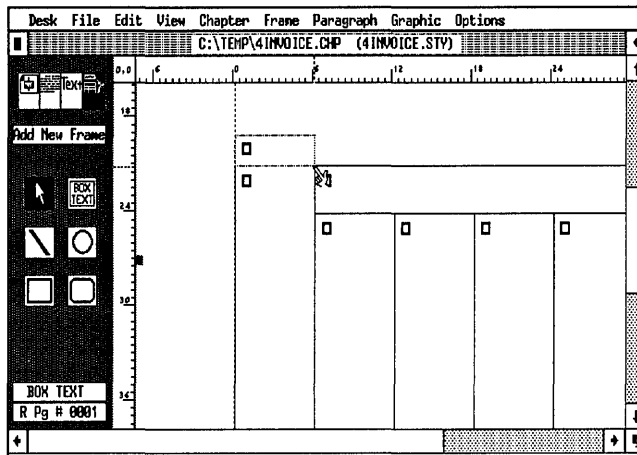 Desk File Edit View Chapter Frame Paragraph Graphic Options
C:\TEMP\4INVOICE.CHP (4INVOICE.STY)
Text
0,0 6 0 6 12 18 24
18
Add New Frame
BOX
TEXT
24
30
36
BOX TEXT
R Pg # 0001